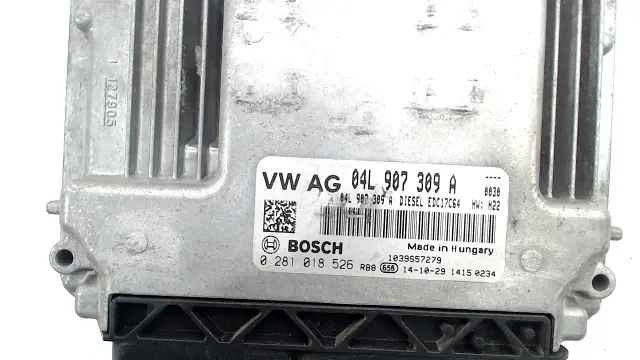 1 127905
VW AG 04L 907 309 A
----
0030
04L 907 309 A DIESEL EDC17C64 HW: H22
BOSCH
Made in Hungary
1039S57279
0 281 018 526 RB8 658 14-10-29 1415 0234